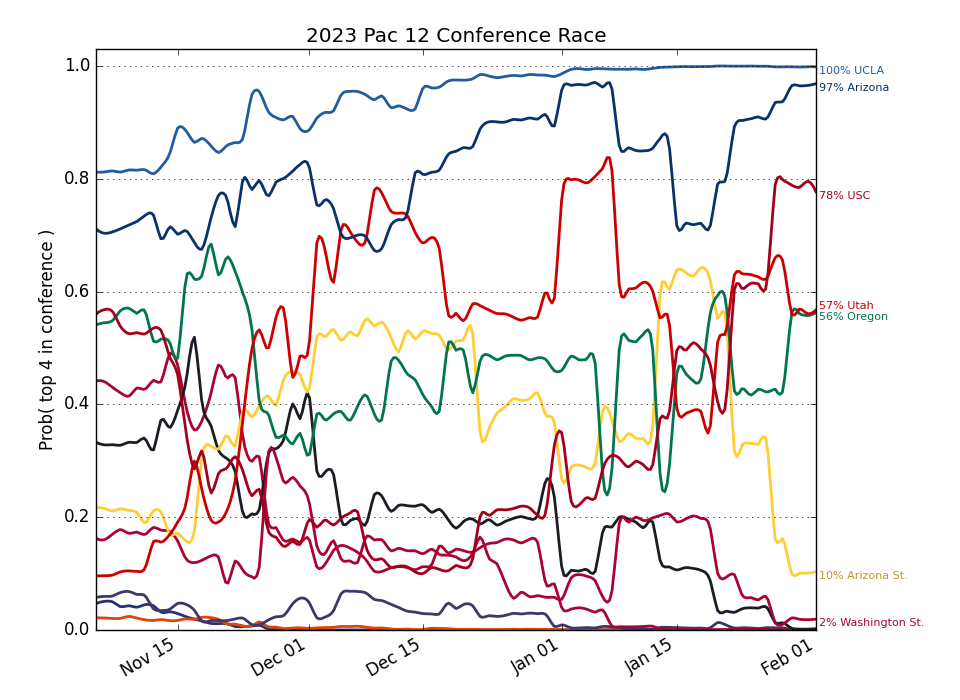 2023 Pac 12 Conference Race
Prob( top 4 in conference )
1.0
0.8
0.6
0.4
0.2
0.0
Nov 15
Dec 01
Dec 15
Jan 01
Jan 15
Feb 01
100% UCLA
97% Arizona
78% USC
57% Utah
56% Oregon
10% Arizona St.
2% Washington St.